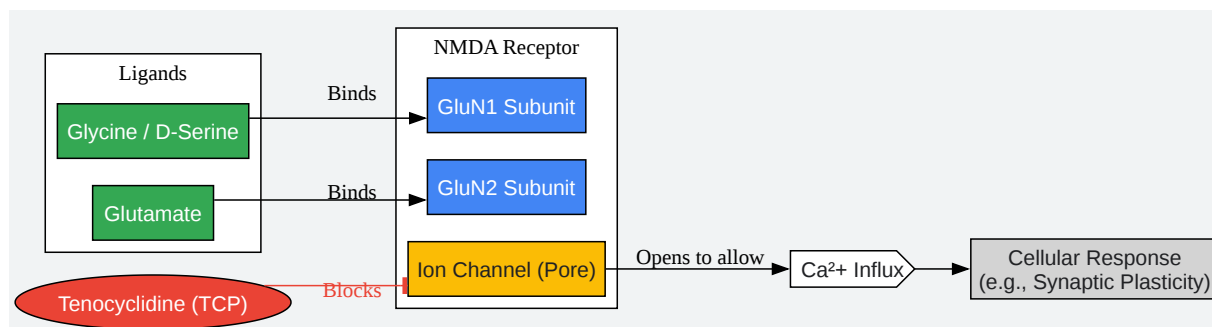 NMDA Receptor
Ligands
Binds
GluN1 Subunit
Glycine / D-Serine
GluN2 Subunit
Binds
Glutamate
Ion Channel (Pore)
Opens to allow
Ca²+ Influx
Cellular Response
(e.g., Synaptic Plasticity)
Blocks
Tenocyclidine (TCP)